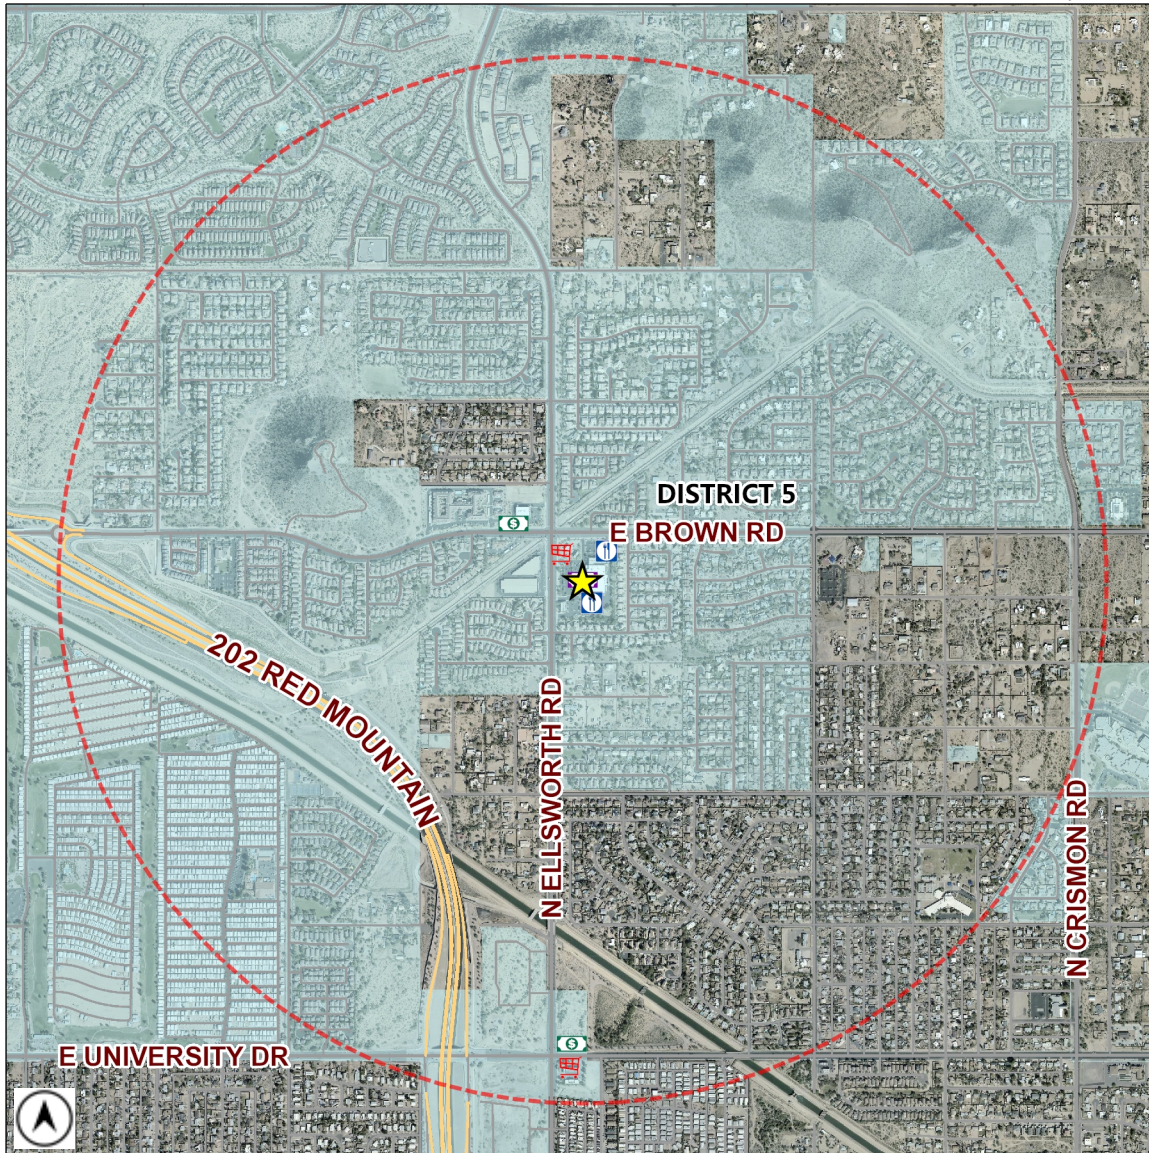 DISTRICT 5
E BROWN RD
202 RED MOUNTAIN
N ELLSWORTH RD
N CRISMON RD
E UNIVERSITY DR
$
$